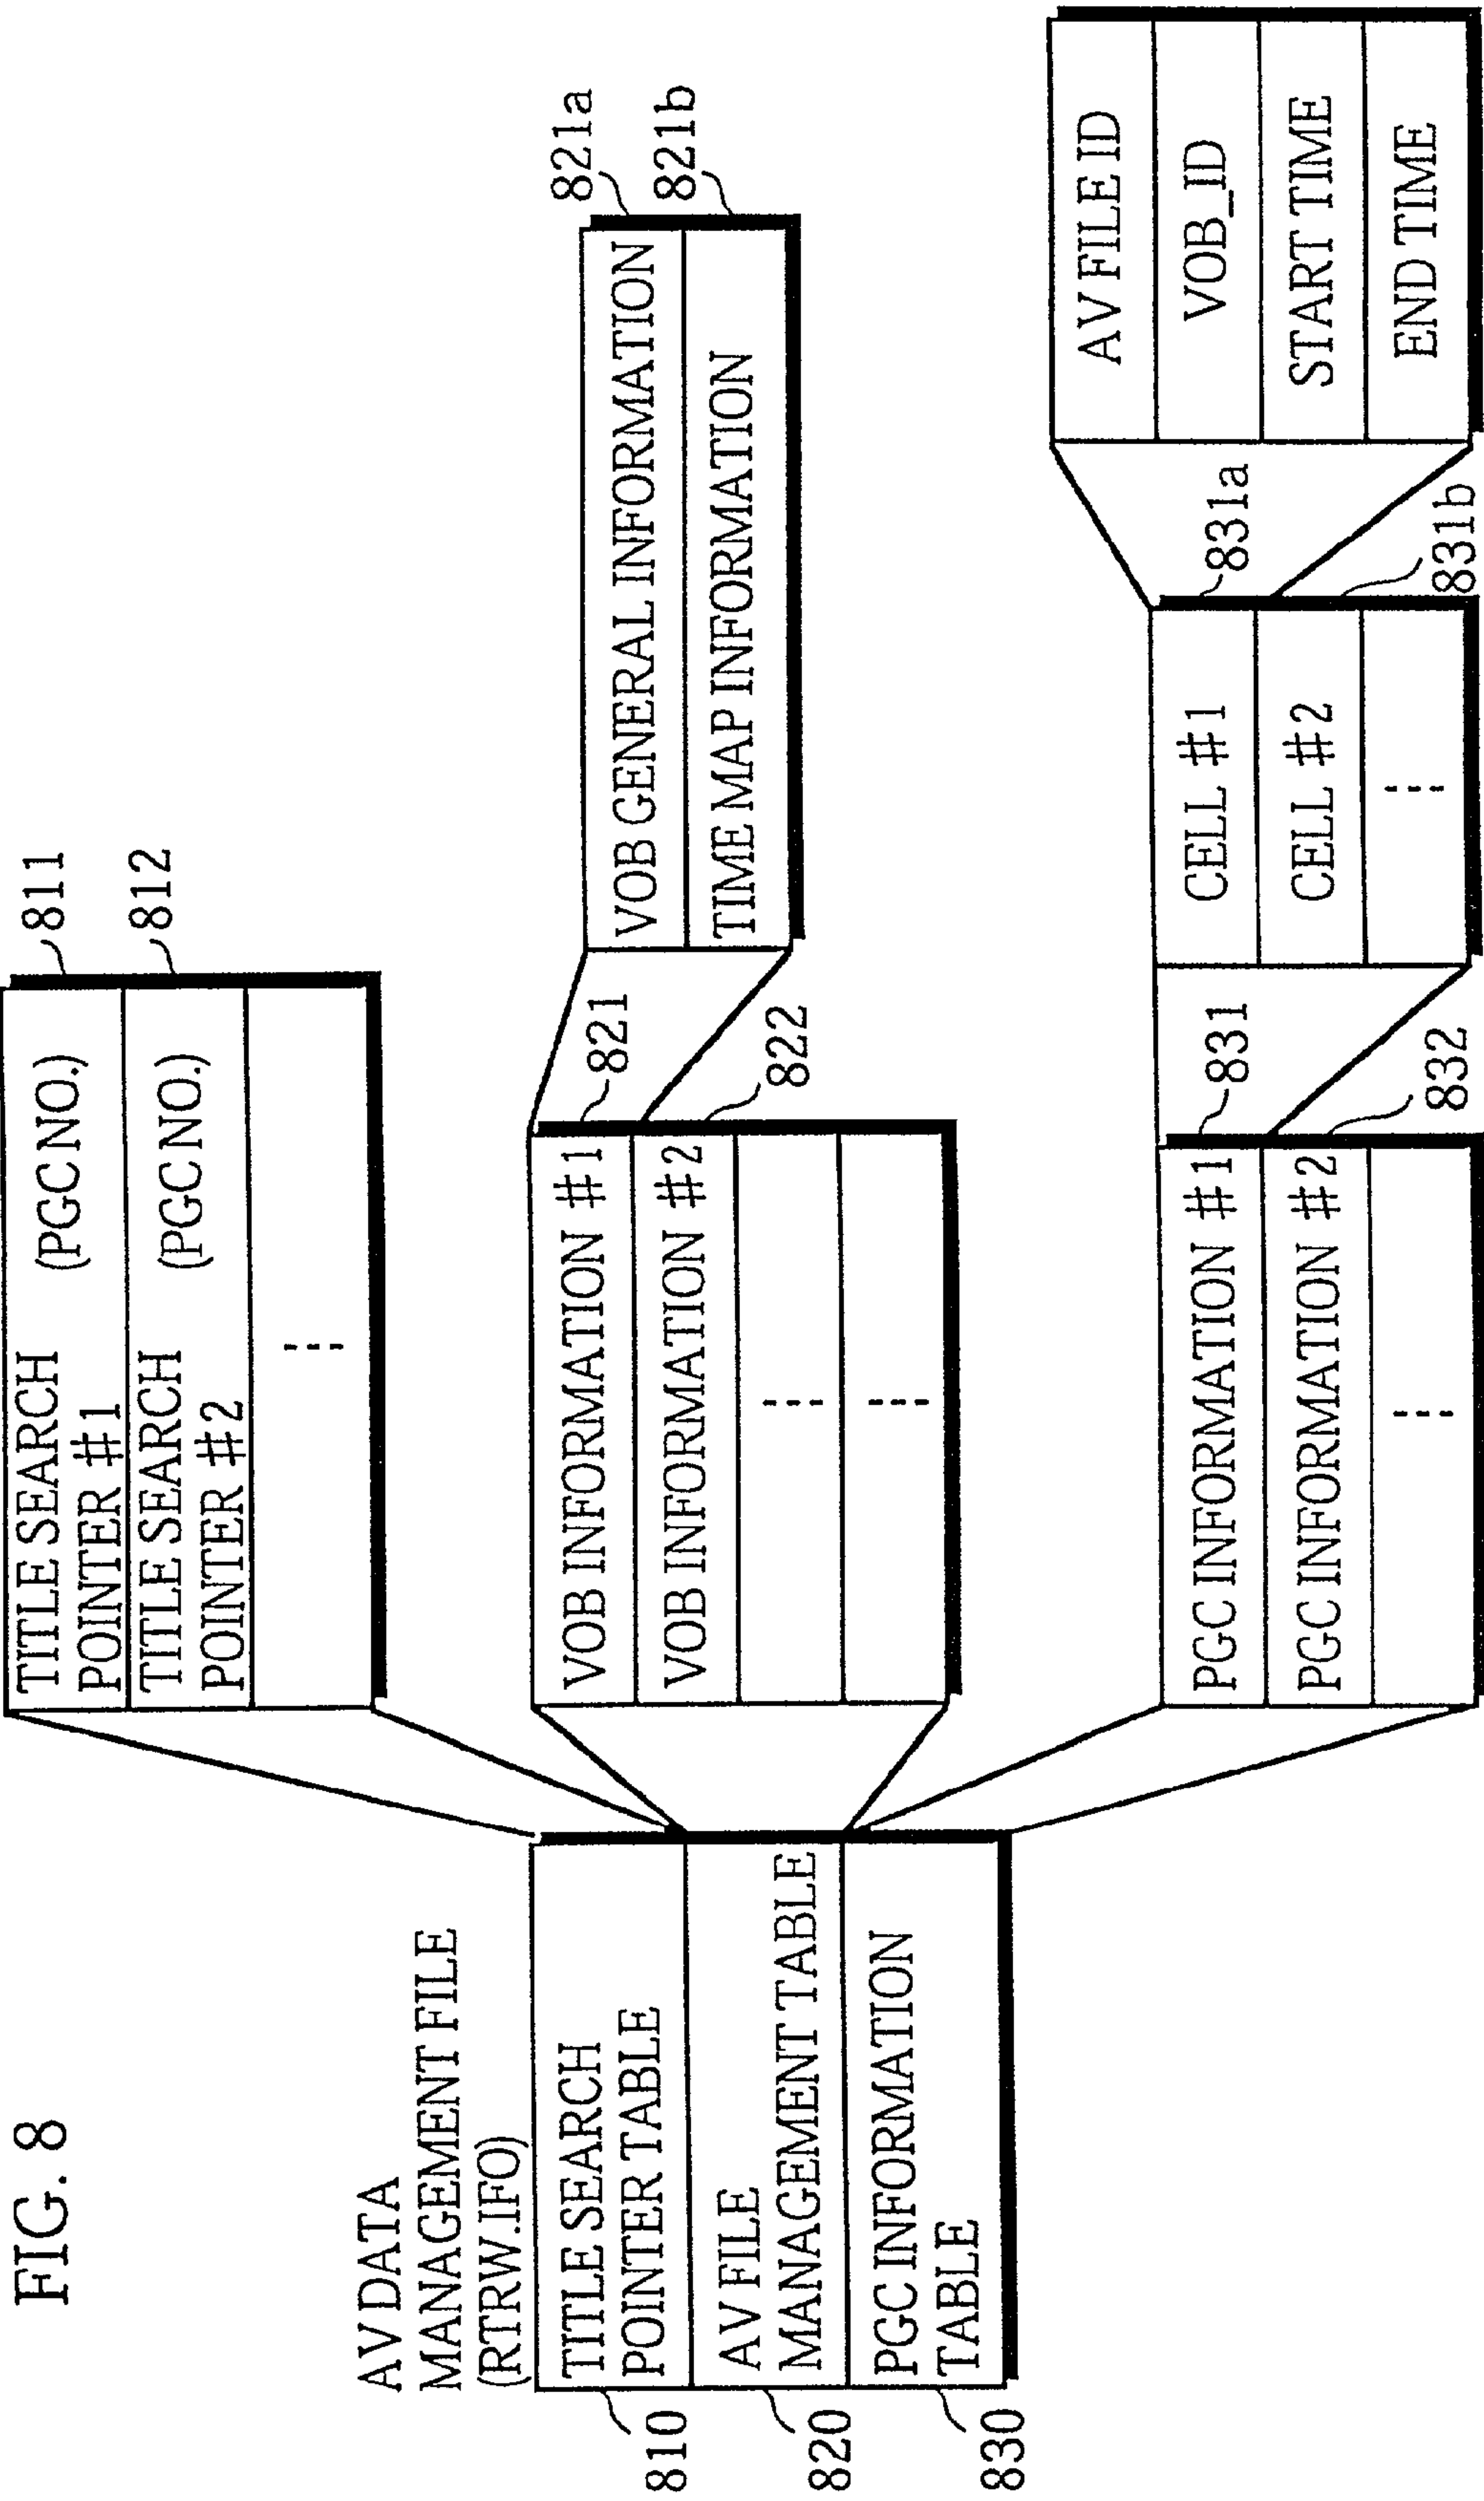 FIG. 8
AV DATA
MANAGEMENT FILE
(RTRW.IFO)
810
TITLE SEARCH
POINTER TABLE
820
AV FILE
MANAGEMENT TABLE
830
PGC INFORMATION
TABLE
TITLE SEARCH
POINTER #1
(PGC NO.)
811
TITLE SEARCH
POINTER #2
(PGC NO.)
812
⋮
VOB INFORMATION #1
821
VOB INFORMATION #2
822
⋮
⋮
VOB GENERAL INFORMATION
821a
TIME MAP INFORMATION
821b
PGC INFORMATION #1
831
PGC INFORMATION #2
832
⋮
CELL #1
831a
CELL #2
831b
⋮
AV FILE ID
VOB_ID
START TIME
END TIME